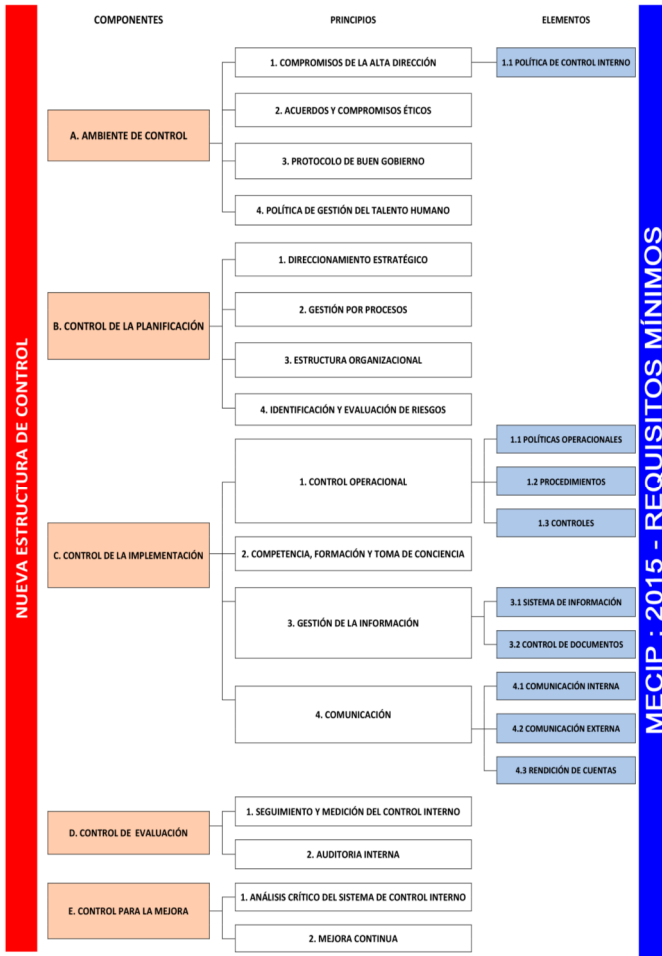 COMPONENTES
PRINCIPIOS
ELEMENTOS
NUEVA ESTRUCTURA DE CONTROL
A. AMBIENTE DE CONTROL
1. COMPROMISOS DE LA ALTA DIRECCIÓN
1.1 POLÍTICA DE CONTROL INTERNO
2. ACUERDOS Y COMPROMISOS ÉTICOS
3. PROTOCOLO DE BUEN GOBIERNO
4. POLÍTICA DE GESTIÓN DEL TALENTO HUMANO
B. CONTROL DE LA PLANIFICACIÓN
1. DIRECCIONAMIENTO ESTRATÉGICO
2. GESTIÓN POR PROCESOS
3. ESTRUCTURA ORGANIZACIONAL
4. IDENTIFICACIÓN Y EVALUACIÓN DE RIESGOS
C. CONTROL DE LA IMPLEMENTACIÓN
1. CONTROL OPERACIONAL
1.1 POLÍTICAS OPERACIONALES
1.2 PROCEDIMIENTOS
1.3 CONTROLES
2. COMPETENCIA, FORMACIÓN Y TOMA DE CONCIENCIA
3. GESTIÓN DE LA INFORMACIÓN
3.1 SISTEMA DE INFORMACIÓN
3.2 CONTROL DE DOCUMENTOS
4. COMUNICACIÓN
4.1 COMUNICACIÓN INTERNA
4.2 COMUNICACIÓN EXTERNA
4.3 RENDICIÓN DE CUENTAS
D. CONTROL DE EVALUACIÓN
1. SEGUIMIENTO Y MEDICIÓN DEL CONTROL INTERNO
2. AUDITORIA INTERNA
E. CONTROL PARA LA MEJORA
1. ANÁLISIS CRÍTICO DEL SISTEMA DE CONTROL INTERNO
2. MEJORA CONTINUA
MECIP : 2015 - REQUISITOS MÍNIMOS